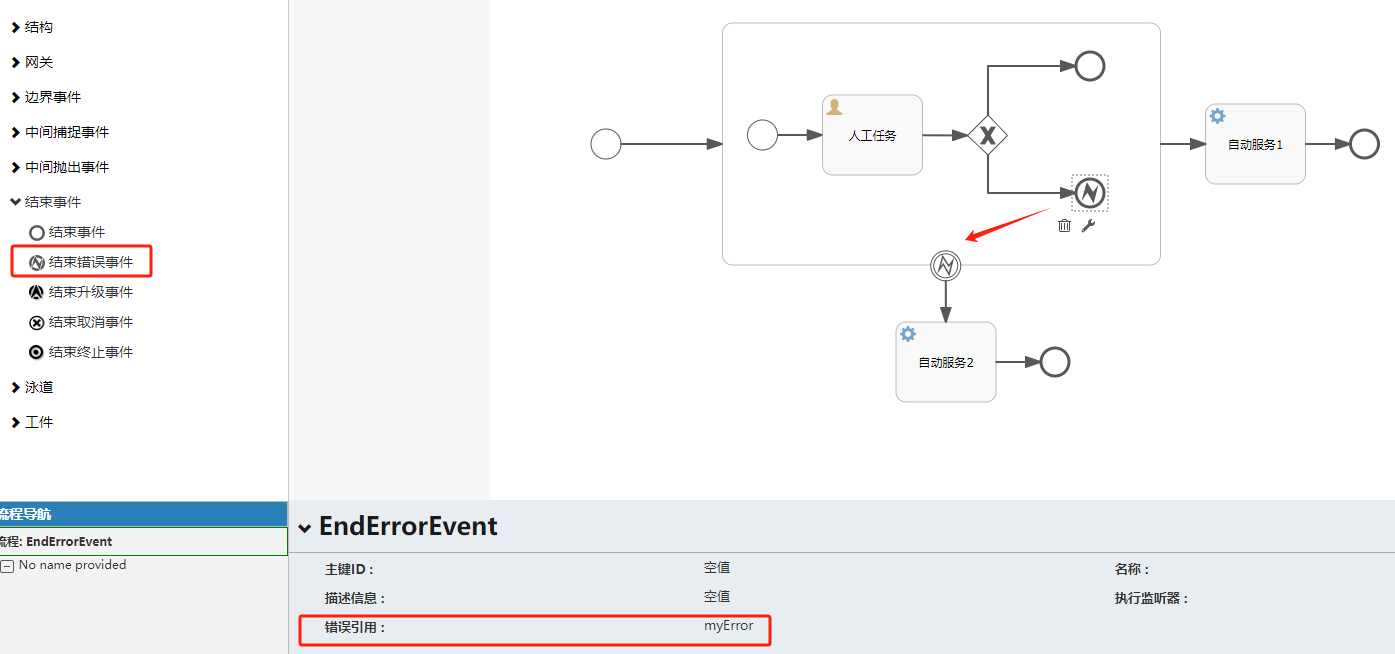 结构
网关
边界事件
中间捕捉事件
中间抛出事件
结束事件
结束事件
结束错误事件
结束升级事件
结束取消事件
结束终止事件
泳道
工件
人工任务
自动服务1
自动服务2
流程导航
流程: EndErrorEvent
No name provided
EndErrorEvent
主键ID : 空值 名称 :
描述信息 : 空值 执行监听器 :
错误引用 : myError